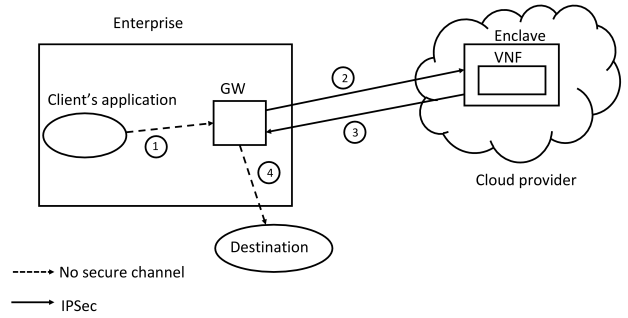 Enterprise
Enclave
VNF
GW
Client's application
2
1
3
4
Cloud provider
Destination
No secure channel
IPSec